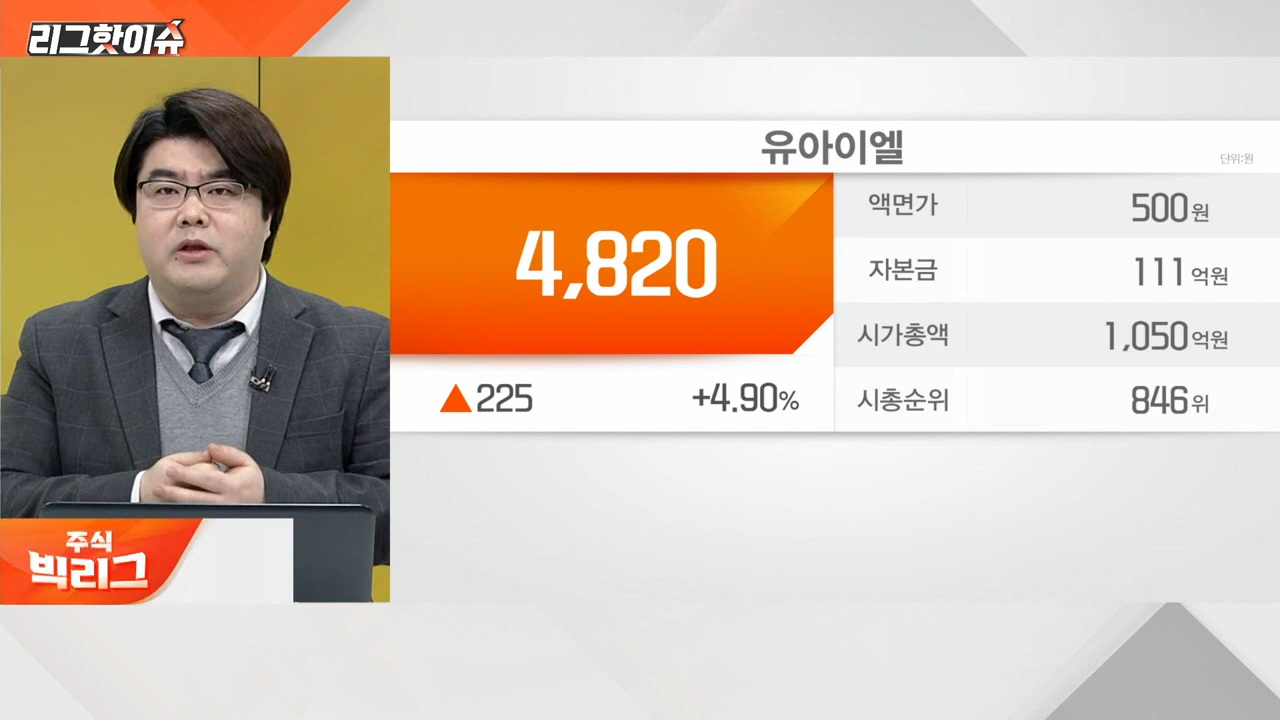 리그핫이슈
유아이엘
단위:원
4,820
▲225 +4.90%
액면가 500원
자본금 111억원
시가총액 1,050억원
시총순위 846위
주식
빅리그